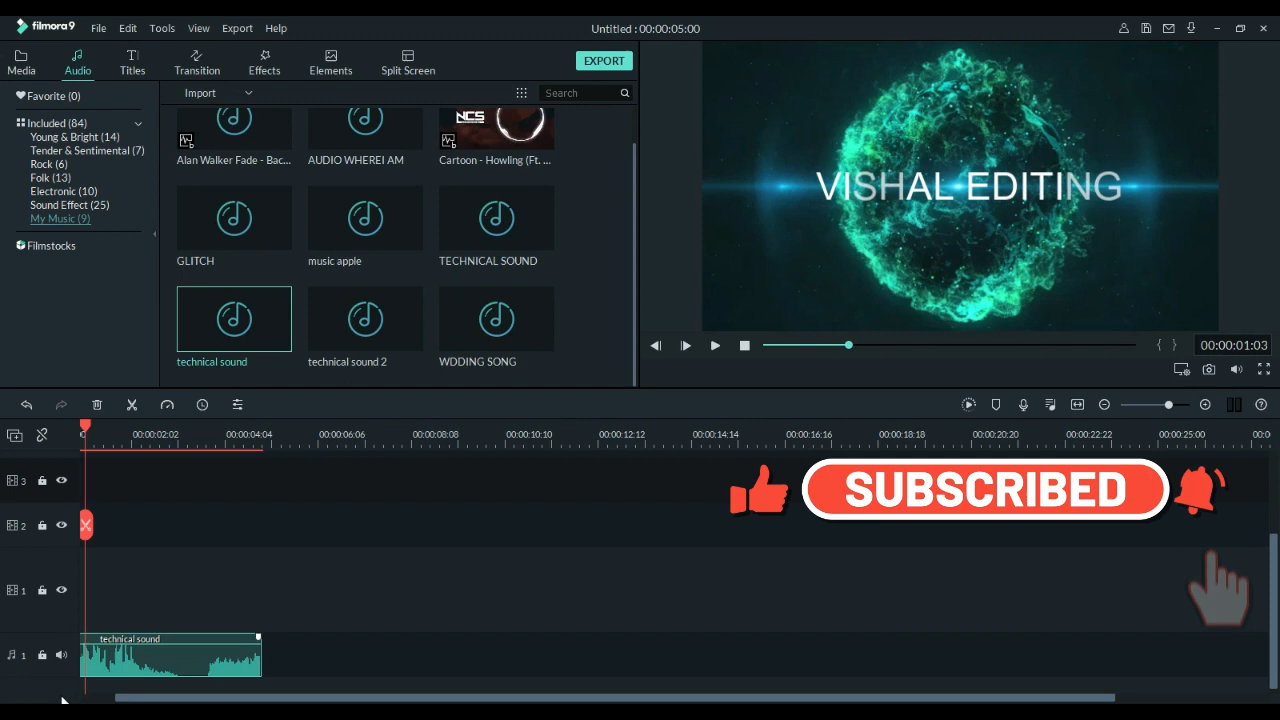 filmora9 File Edit Tools View Export Help Untitled : 00:00:05:00
Media Audio Titles Transition Effects Elements Split Screen EXPORT
Favorite (0)
Included (84)
Young & Bright (14)
Tender & Sentimental (7)
Rock (6)
Folk (13)
Electronic (10)
Sound Effect (25)
My Music (9)
Filmstocks
Import Search
NCS
Alan Walker Fade - Bac... AUDIO WHEREI AM Cartoon - Howling (Ft. ...
GLITCH music apple TECHNICAL SOUND
technical sound technical sound 2 WDDING SONG
VISHAL EDITING
{ } 00:00:01:03
00:00:02:02 00:00:04:04 00:00:06:06 00:00:08:08 00:00:10:10 00:00:12:12 00:00:14:14 00:00:16:16 00:00:18:18 00:00:20:20 00:00:22:22 00:00:25:00 00:0
3
SUBSCRIBED
2
1
technical sound
1